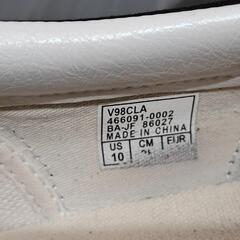 V98CLA
466091-0002
BA-JF 86027
MADE IN CHINA
US CM EUR
10